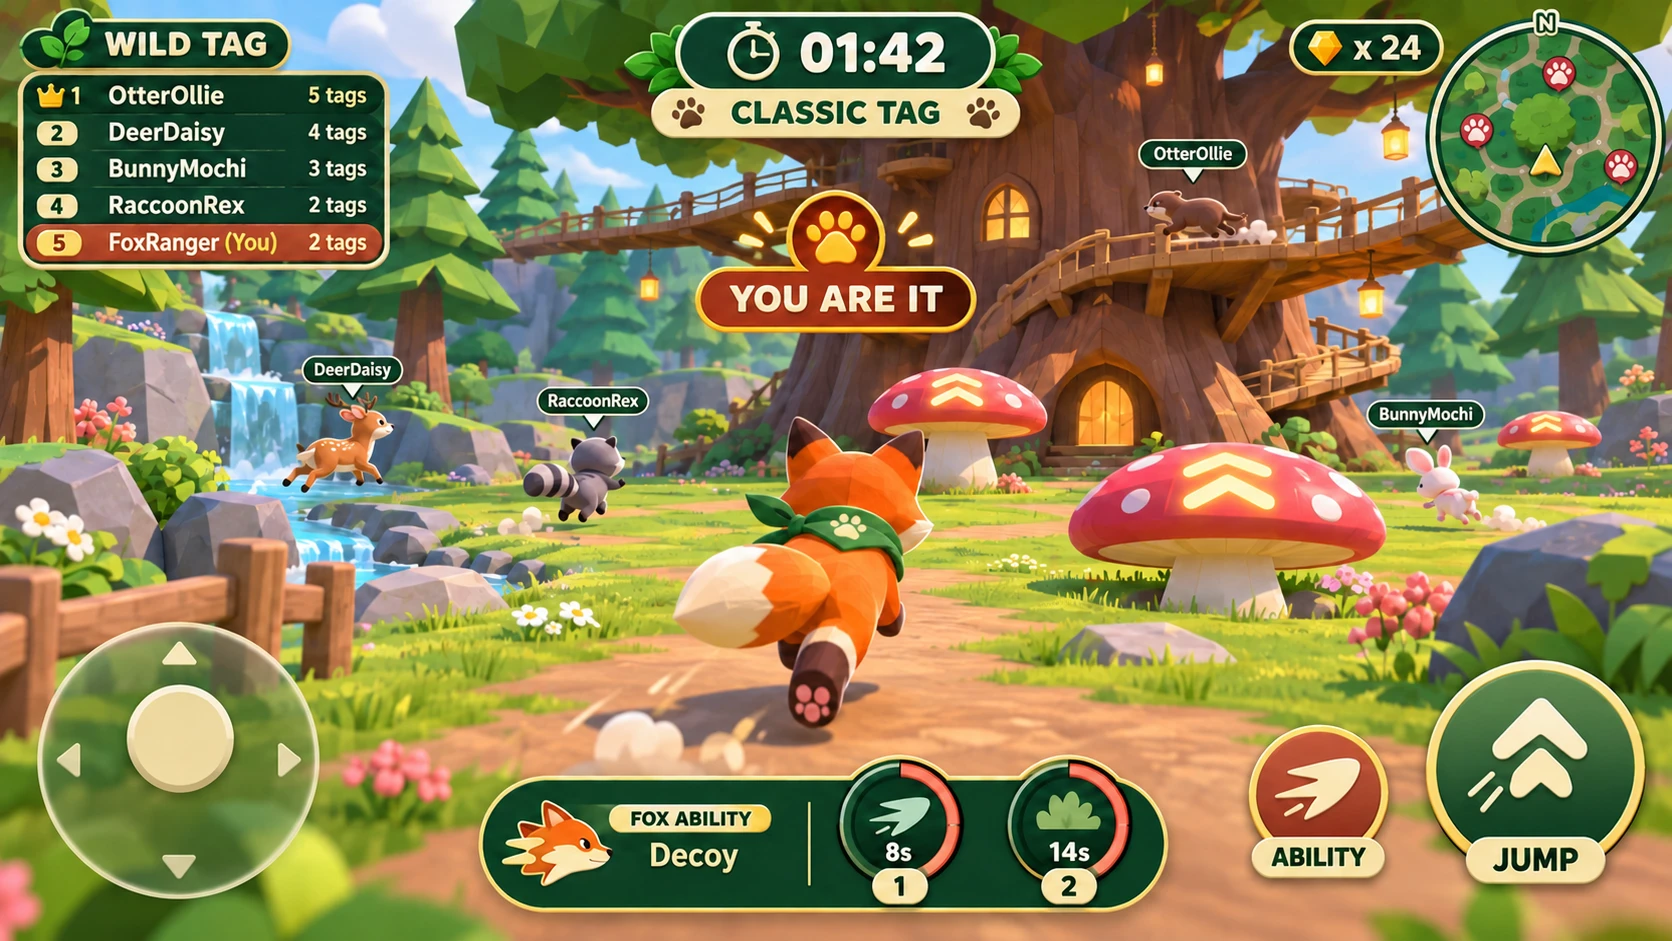 WILD TAG
1 OtterOllie 5 tags
2 DeerDaisy 4 tags
3 BunnyMochi 3 tags
4 RaccoonRex 2 tags
5 FoxRanger (You) 2 tags
01:42
CLASSIC TAG
x 24
N
OtterOllie
YOU ARE IT
DeerDaisy
RaccoonRex
BunnyMochi
FOX ABILITY
Decoy
8s
1
14s
2
ABILITY
JUMP